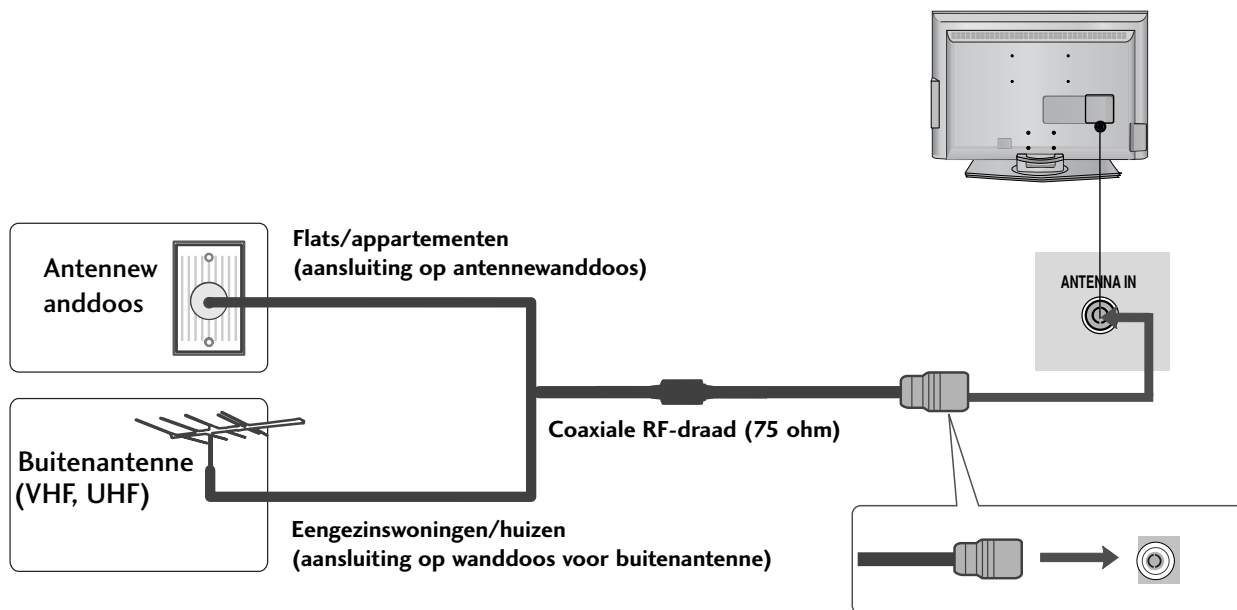 Flats/appartementen
(aansluiting op antennewanddoos)
Antennew
anddoos
ANTENNA IN
Coaxiale RF-draad (75 ohm)
Buitenantenne
(VHF, UHF)
Eengezinswoningen/huizen
(aansluiting op wanddoos voor buitenantenne)